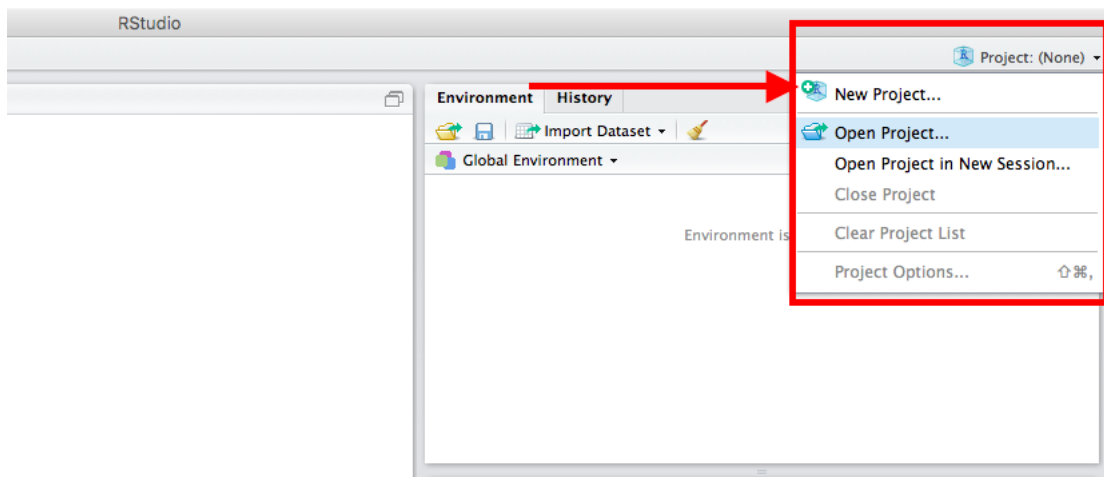 RStudio
Project: (None)
Environment History
Import Dataset
Global Environment
Environment is
New Project...
Open Project...
Open Project in New Session...
Close Project
Clear Project List
Project Options... ⇧⌘,